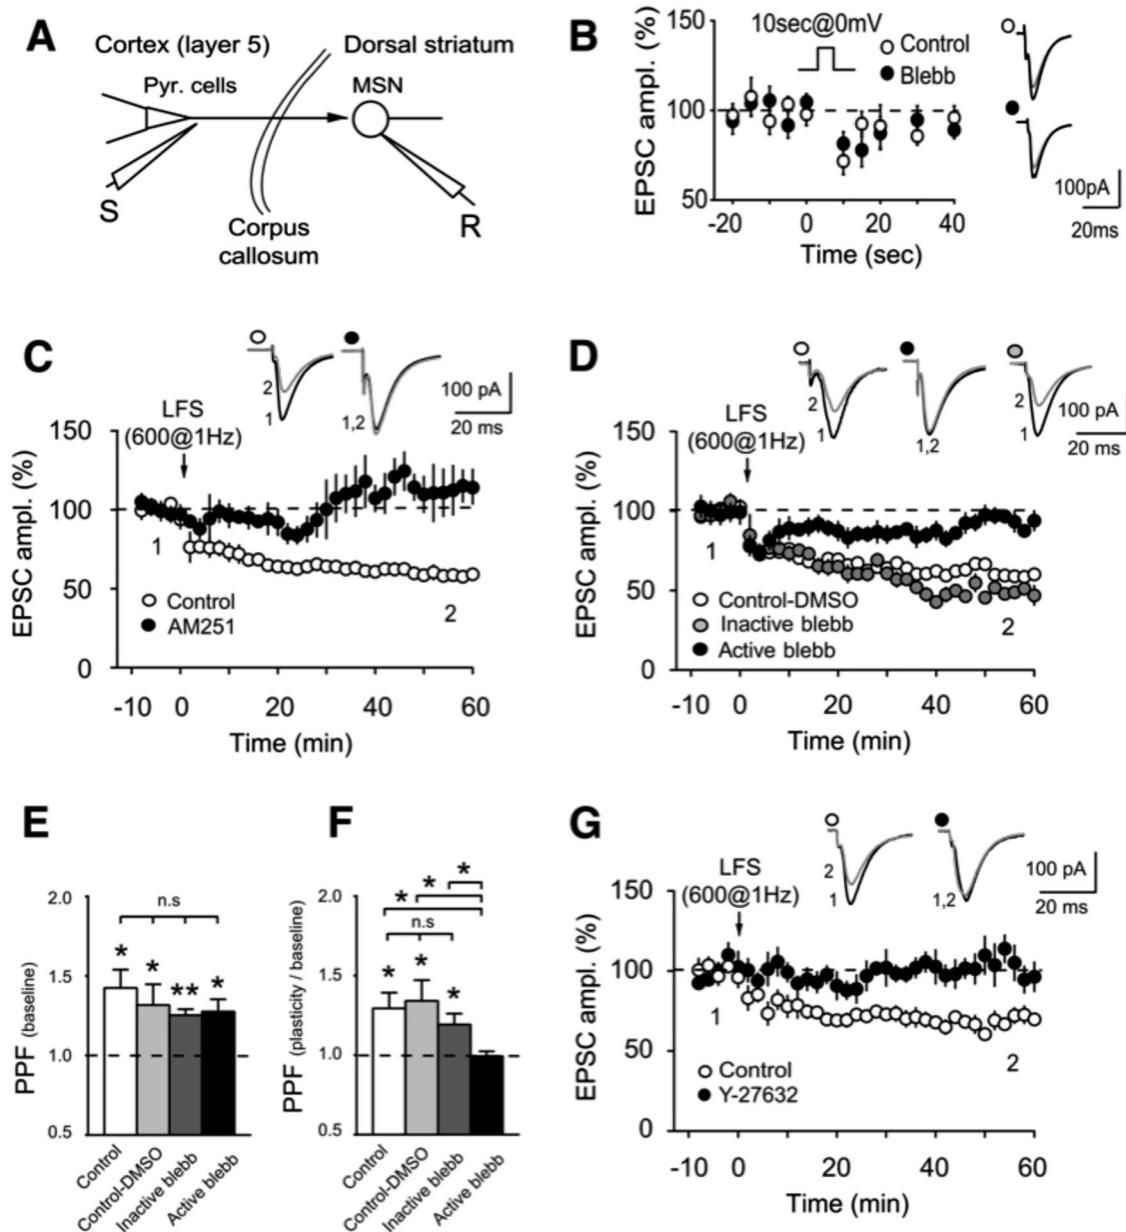 A
Cortex (layer 5)
Dorsal striatum
Pyr. cells
MSN
S
R
Corpus
callosum
B
EPSC ampl. (%)
150
100
50
10sec@0mV
Control
Blebb
-20
0
20
40
Time (sec)
100pA
20ms
C
LFS
(600@1Hz)
2
1
1,2
100 pA
20 ms
EPSC ampl. (%)
150
100
50
0
1
2
Control
AM251
-10
0
20
40
60
Time (min)
D
LFS
(600@1Hz)
2
1
1,2
2
1
100 pA
20 ms
EPSC ampl. (%)
150
100
50
0
1
2
Control-DMSO
Inactive blebb
Active blebb
-10
0
20
40
60
Time (min)
E
PPF (baseline)
2.0
1.5
1.0
0.5
n.s
*
*
**
*
Control
Control-DMSO
Inactive blebb
Active blebb
F
PPF (plasticity / baseline)
2.0
1.5
1.0
0.5
*
*
*
n.s
*
*
*
Control
Control-DMSO
Inactive blebb
Active blebb
G
LFS
(600@1Hz)
2
1
1,2
100 pA
20 ms
EPSC ampl. (%)
150
100
50
0
1
2
Control
Y-27632
-10
0
20
40
60
Time (min)